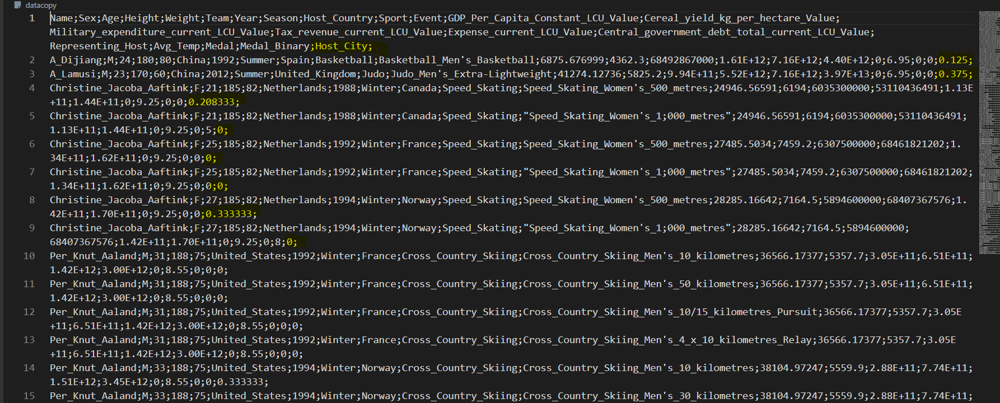 datacopy
1 Name;Sex;Age;Height;Weight;Team;Year;Season;Host_Country;Sport;Event;GDP_Per_Capita_Constant_LCU_Value;Cereal_yield_kg_per_hectare_Value;
Military_expenditure_current_LCU_Value;Tax_revenue_current_LCU_Value;Expense_current_LCU_Value;Central_government_debt_total_current_LCU_Value;
Representing_Host;Avg_Temp;Medal;Medal_Binary;Host_City;
2 A_Dijiang;M;24;180;80;China;1992;Summer;Spain;Basketball;Basketball_Men's_Basketball;6875.676999;4362.3;68492867000;1.61E+12;7.16E+12;4.40E+12;0;6.95;0;0;0.125;
3 A_Lamusi;M;23;170;60;China;2012;Summer;United_Kingdom;Judo;Judo_Men's_Extra-Lightweight;41274.12736;5825.2;9.94E+11;5.52E+12;7.16E+12;3.97E+13;0;6.95;0;0;0.375;
4 Christine_Jacoba_Aaftink;F;21;185;82;Netherlands;1988;Winter;Canada;Speed_Skating;Speed_Skating_Women's_500_metres;24946.56591;6194;6035300000;53110436491;1.13E
+11;1.44E+11;0;9.25;0;0;0.208333;
5 Christine_Jacoba_Aaftink;F;21;185;82;Netherlands;1988;Winter;Canada;Speed_Skating;"Speed_Skating_Women's_1;000_metres";24946.56591;6194;6035300000;53110436491;
1.13E+11;1.44E+11;0;9.25;0;5;0;
6 Christine_Jacoba_Aaftink;F;25;185;82;Netherlands;1992;Winter;France;Speed_Skating;Speed_Skating_Women's_500_metres;27485.5034;7459.2;6307500000;68461821202;1.
34E+11;1.62E+11;0;9.25;0;0;0;
7 Christine_Jacoba_Aaftink;F;25;185;82;Netherlands;1992;Winter;France;Speed_Skating;"Speed_Skating_Women's_1;000_metres";27485.5034;7459.2;6307500000;68461821202;
1.34E+11;1.62E+11;0;9.25;0;0;0;
8 Christine_Jacoba_Aaftink;F;27;185;82;Netherlands;1994;Winter;Norway;Speed_Skating;Speed_Skating_Women's_500_metres;28285.16642;7164.5;5894600000;68407367576;1.
42E+11;1.70E+11;0;9.25;0;0;0.333333;
9 Christine_Jacoba_Aaftink;F;27;185;82;Netherlands;1994;Winter;Norway;Speed_Skating;"Speed_Skating_Women's_1;000_metres";28285.16642;7164.5;5894600000;
68407367576;1.42E+11;1.70E+11;0;9.25;0;8;0;
10 Per_Knut_Aaland;M;31;188;75;United_States;1992;Winter;France;Cross_Country_Skiing;Cross_Country_Skiing_Men's_10_kilometres;36566.17377;5357.7;3.05E+11;6.51E+11;
1.42E+12;3.00E+12;0;8.55;0;0;0;
11 Per_Knut_Aaland;M;31;188;75;United_States;1992;Winter;France;Cross_Country_Skiing;Cross_Country_Skiing_Men's_50_kilometres;36566.17377;5357.7;3.05E+11;6.51E+11;
1.42E+12;3.00E+12;0;8.55;0;0;0;
12 Per_Knut_Aaland;M;31;188;75;United_States;1992;Winter;France;Cross_Country_Skiing;Cross_Country_Skiing_Men's_10/15_kilometres_Pursuit;36566.17377;5357.7;3.05E
+11;6.51E+11;1.42E+12;3.00E+12;0;8.55;0;0;0;
13 Per_Knut_Aaland;M;31;188;75;United_States;1992;Winter;France;Cross_Country_Skiing;Cross_Country_Skiing_Men's_4_x_10_kilometres_Relay;36566.17377;5357.7;3.05E
+11;6.51E+11;1.42E+12;3.00E+12;0;8.55;0;0;0;
14 Per_Knut_Aaland;M;33;188;75;United_States;1994;Winter;Norway;Cross_Country_Skiing;Cross_Country_Skiing_Men's_10_kilometres;38104.97247;5559.9;2.88E+11;7.74E+11;
1.51E+12;3.45E+12;0;8.55;0;0;0.333333;
15 Per_Knut_Aaland;M;33;188;75;United_States;1994;Winter;Norway;Cross_Country_Skiing;Cross_Country_Skiing_Men's_30_kilometres;38104.97247;5559.9;2.88E+11;7.74E+11;